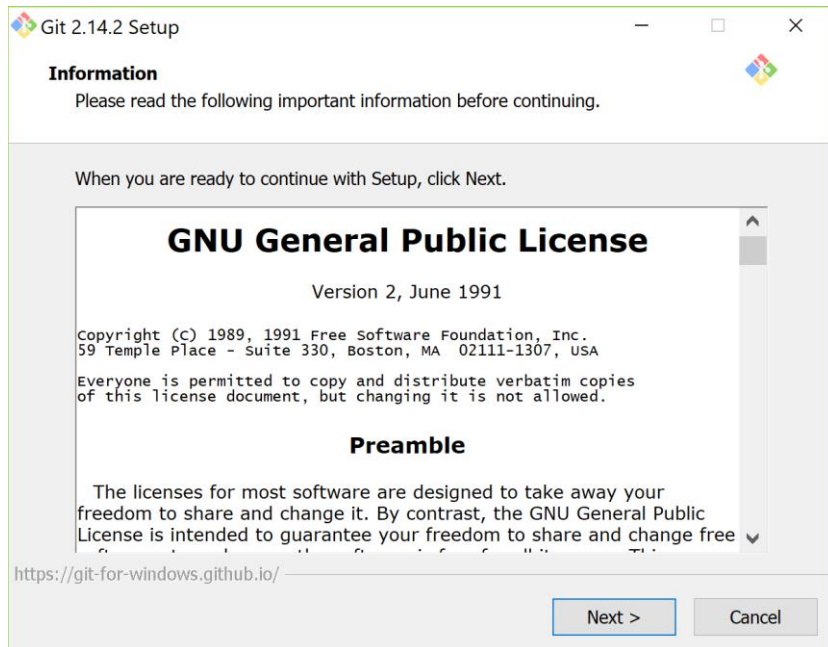 Git 2.14.2 Setup
Information
Please read the following important information before continuing.
When you are ready to continue with Setup, click Next.
GNU General Public License
Version 2, June 1991
Copyright (C) 1989, 1991 Free Software Foundation, Inc.
59 Temple Place - Suite 330, Boston, MA  02111-1307, USA
Everyone is permitted to copy and distribute verbatim copies
of this license document, but changing it is not allowed.
Preamble
The licenses for most software are designed to take away your
freedom to share and change it. By contrast, the GNU General Public
License is intended to guarantee your freedom to share and change free
https://git-for-windows.github.io/
Next >
Cancel